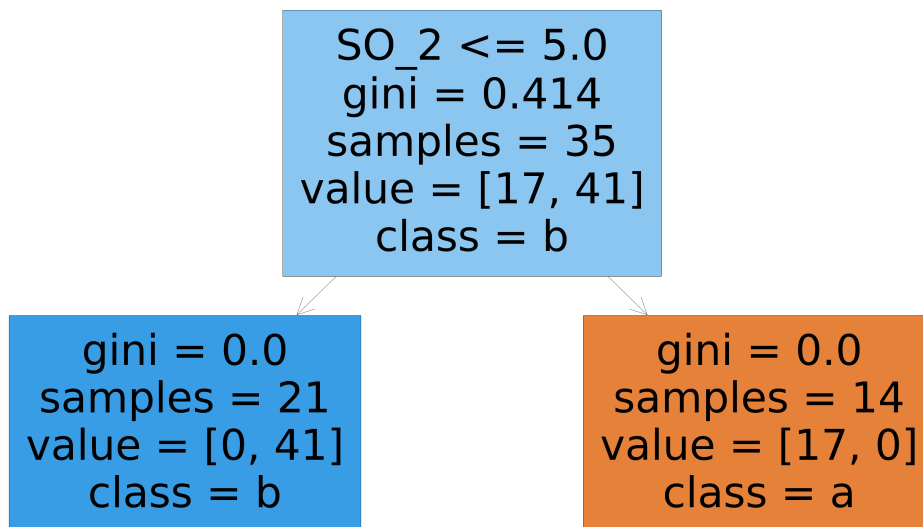 SO_2 <= 5.0
gini = 0.414
samples = 35
value = [17, 41]
class = b
gini = 0.0
samples = 21
value = [0, 41]
class = b
gini = 0.0
samples = 14
value = [17, 0]
class = a